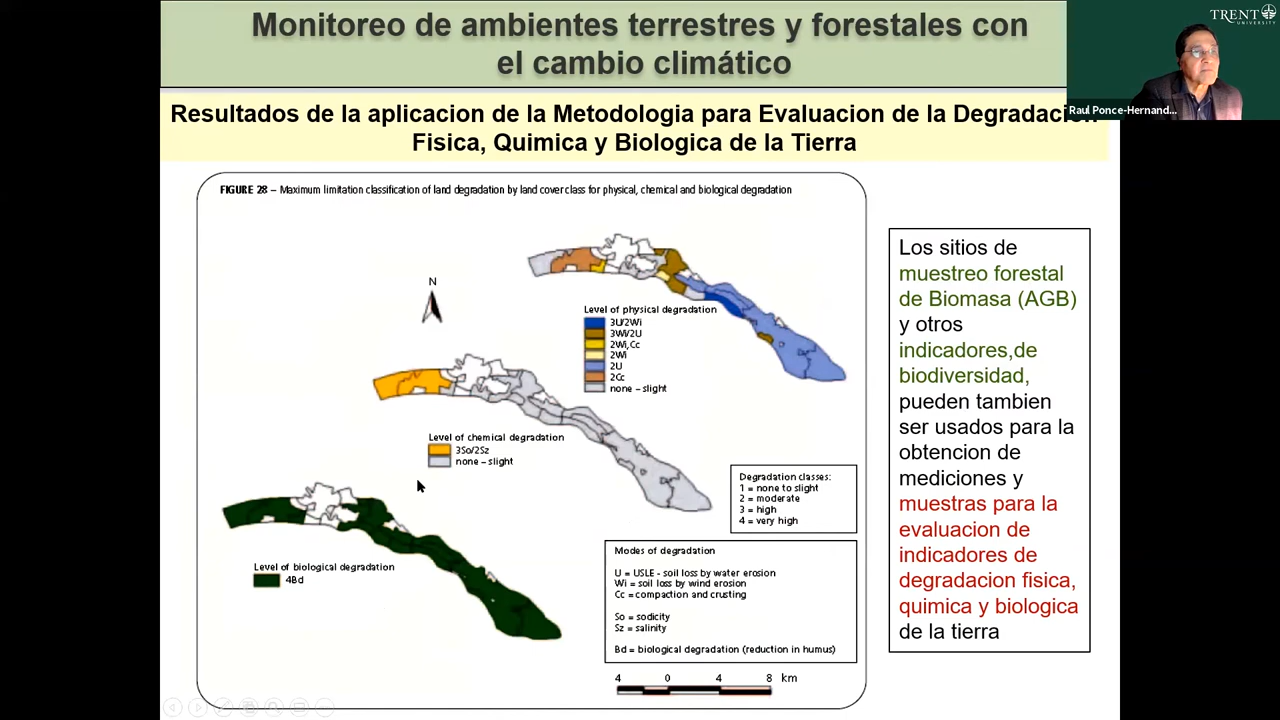 Monitoreo de ambientes terrestres y forestales con
el cambio climático
TRENT
UNIVERSITY
Raul Ponce-Hernand...
Resultados de la aplicacion de la Metodologia para Evaluacion de la Degradacion
Fisica, Quimica y Biologica de la Tierra
FIGURE 28 – Maximum limitation classification of land degradation by land cover class for physical, chemical and biological degradation
N
Level of physical degradation
3U/2Wi
3Wi/2U
2Wi,Cc
2Wi
2U
2Cc
none – slight
Level of chemical degradation
3So/2Sz
none – slight
Level of biological degradation
4Bd
Degradation classes:
1 = none to slight
2 = moderate
3 = high
4 = very high
Modes of degradation
U = USLE - soil loss by water erosion
Wi = soil loss by wind erosion
Cc = compaction and crusting
So = sodicity
Sz = salinity
Bd = biological degradation (reduction in humus)
4 0 4 8 km
Los sitios de
muestreo forestal
de Biomasa (AGB)
y otros
indicadores,de
biodiversidad,
pueden tambien
ser usados para la
obtencion de
mediciones y
muestras para la
evaluacion de
indicadores de
degradacion fisica,
quimica y biologica
de la tierra